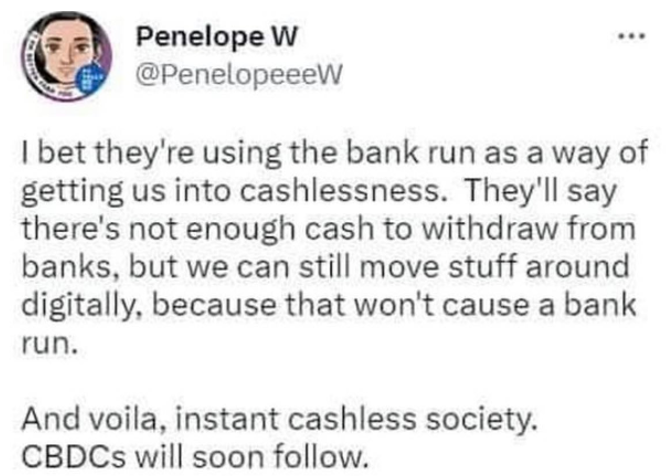 Penelope W
@PenelopeeeW
I bet they're using the bank run as a way of
getting us into cashlessness. They'll say
there's not enough cash to withdraw from
banks, but we can still move stuff around
digitally, because that won't cause a bank
run.
And voila, instant cashless society.
CBDCs will soon follow.